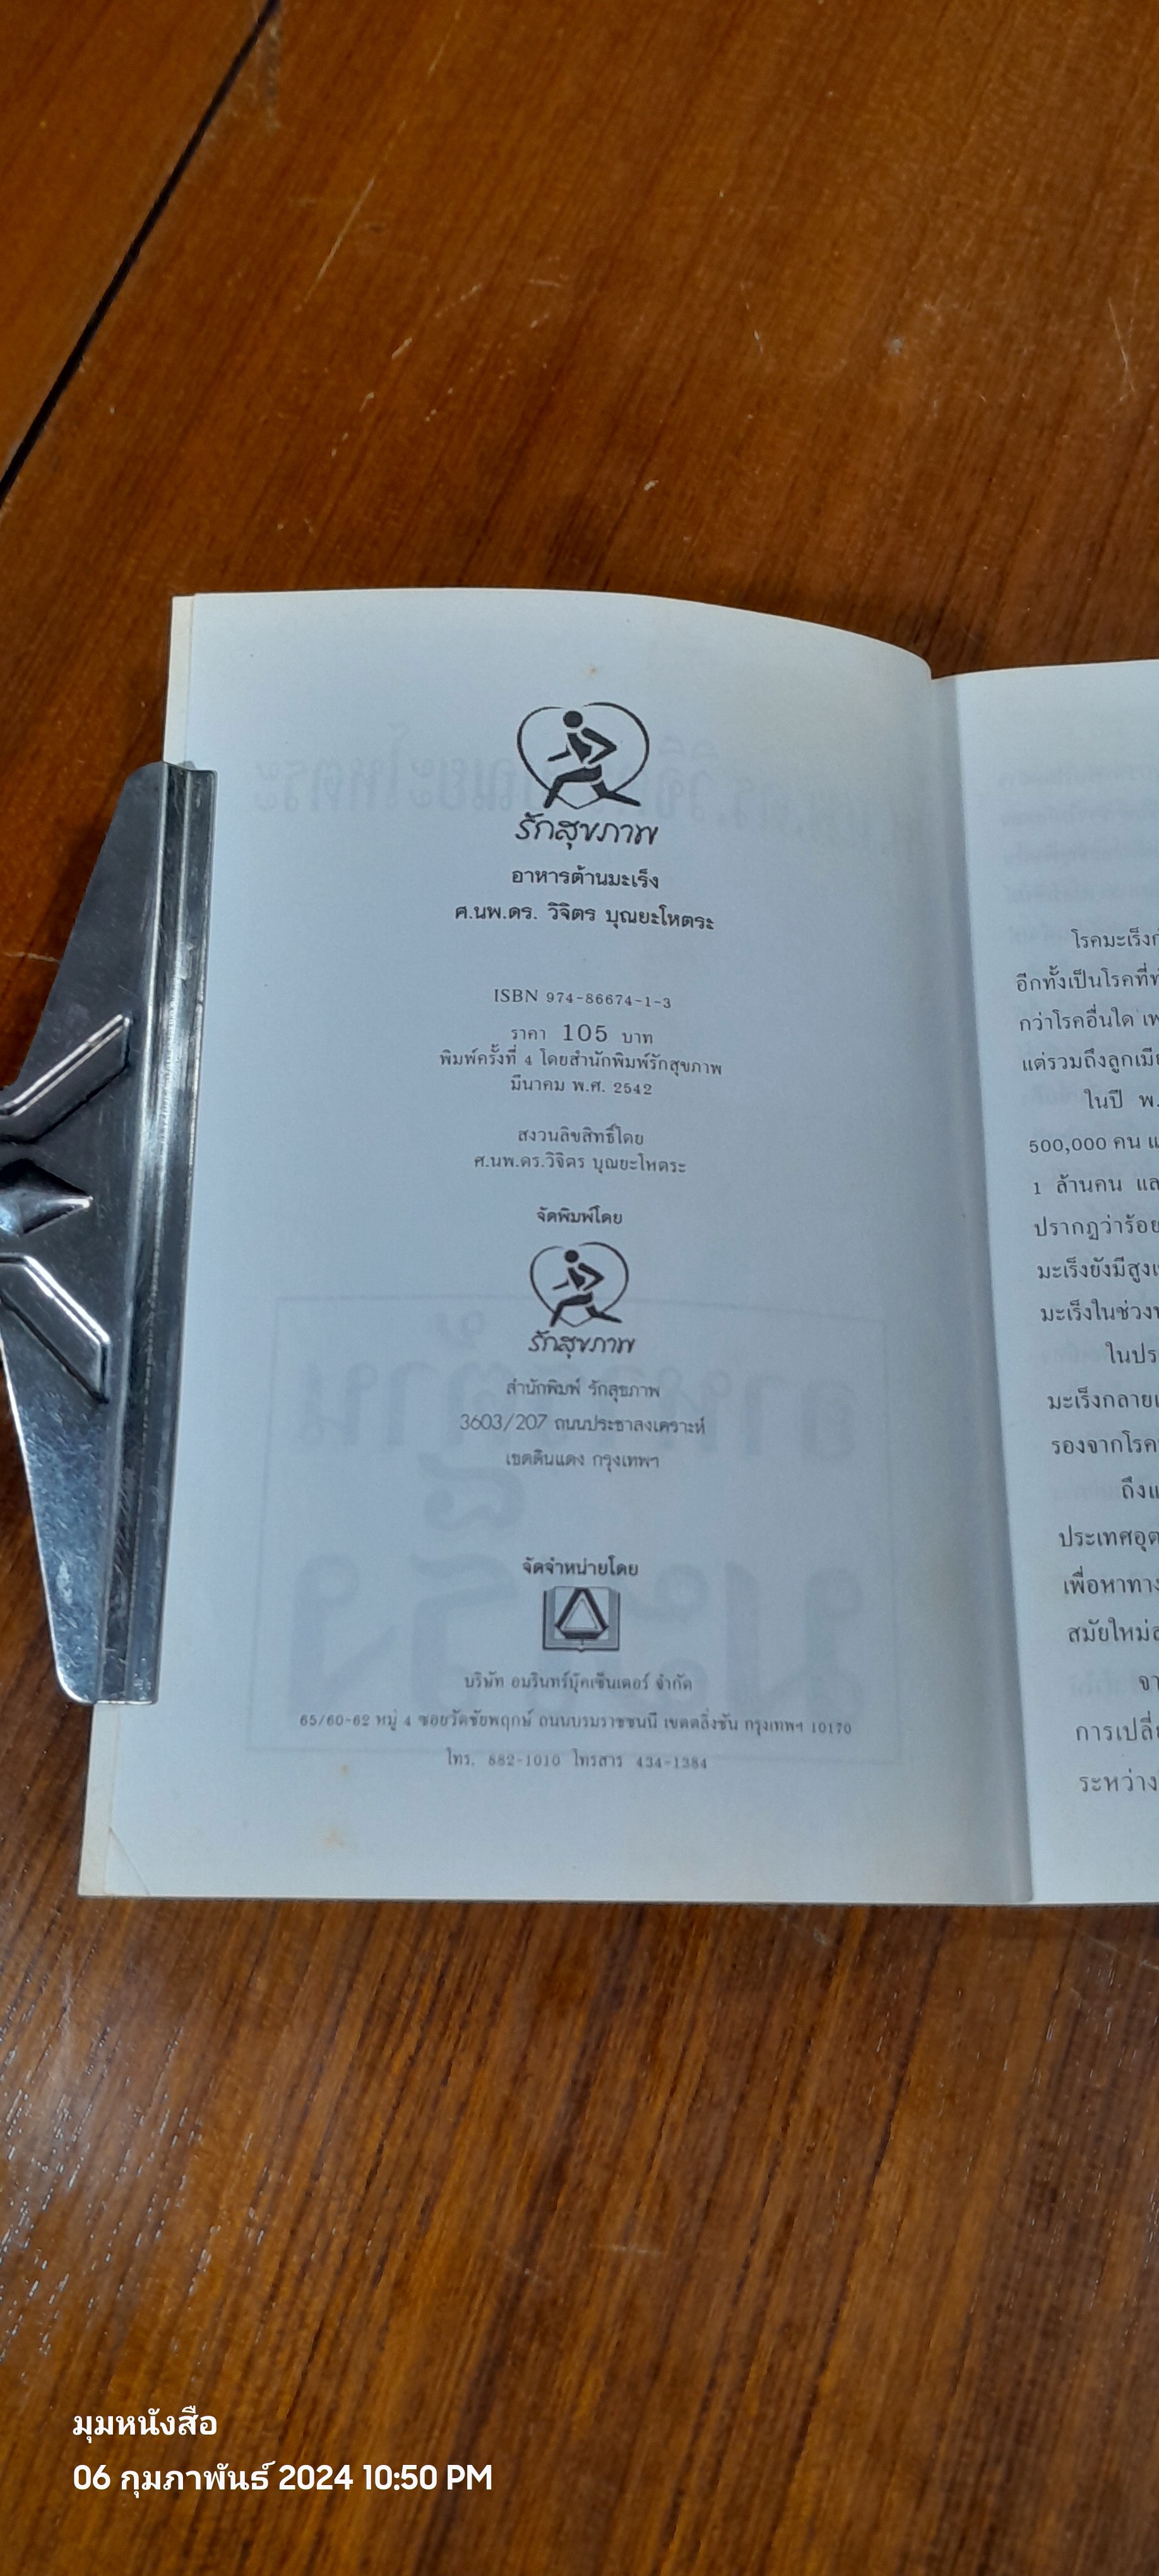 รักสุขภาพ
อาหารต้านมะเร็ง
ศ.นพ.ดร. วิจิตร บุณยะโหตระ
ISBN 974-86674-1-3
ราคา 105 บาท
พิมพ์ครั้งที่ 4 โดยสำนักพิมพ์รักสุขภาพ
มีนาคม พ.ศ. 2542
สงวนลิขสิทธิ์โดย
ศ.นพ.ดร.วิจิตร บุณยะโหตระ
จัดพิมพ์โดย
รักสุขภาพ
สำนักพิมพ์ รักสุขภาพ
3603/207 ถนนประชาสงเคราะห์
เขตดินแดง กรุงเทพฯ
จัดจำหน่ายโดย
บริษัท อมรินทร์บุ๊คเซ็นเตอร์ จำกัด
65/60-62 หมู่ 4 ซอยวัดชัยพฤกษ์ ถนนบรมราชชนนี เขตตลิ่งชัน กรุงเทพฯ 10170
โทร. 882-1010 โทรสาร 434-1384
โรคมะเร็ง
อีกทั้งเป็นโรคที่
กว่าโรคอื่นใด
แต่รวมถึงลูกเมีย
ในปี พ.
500,000 คน
1 ล้านคน
ปรากฏว่าร้อย
มะเร็งยังมีสูง
มะเร็งในช่วง
ในประ
มะเร็งกลาย
รองจากโรค
ถึง
ประเทศอุต
เพื่อหาทาง
สมัยใหม่
จา
การเปลี่
ระหว่าง
มุมหนังสือ
06 กุมภาพันธ์ 2024 10:50 PM